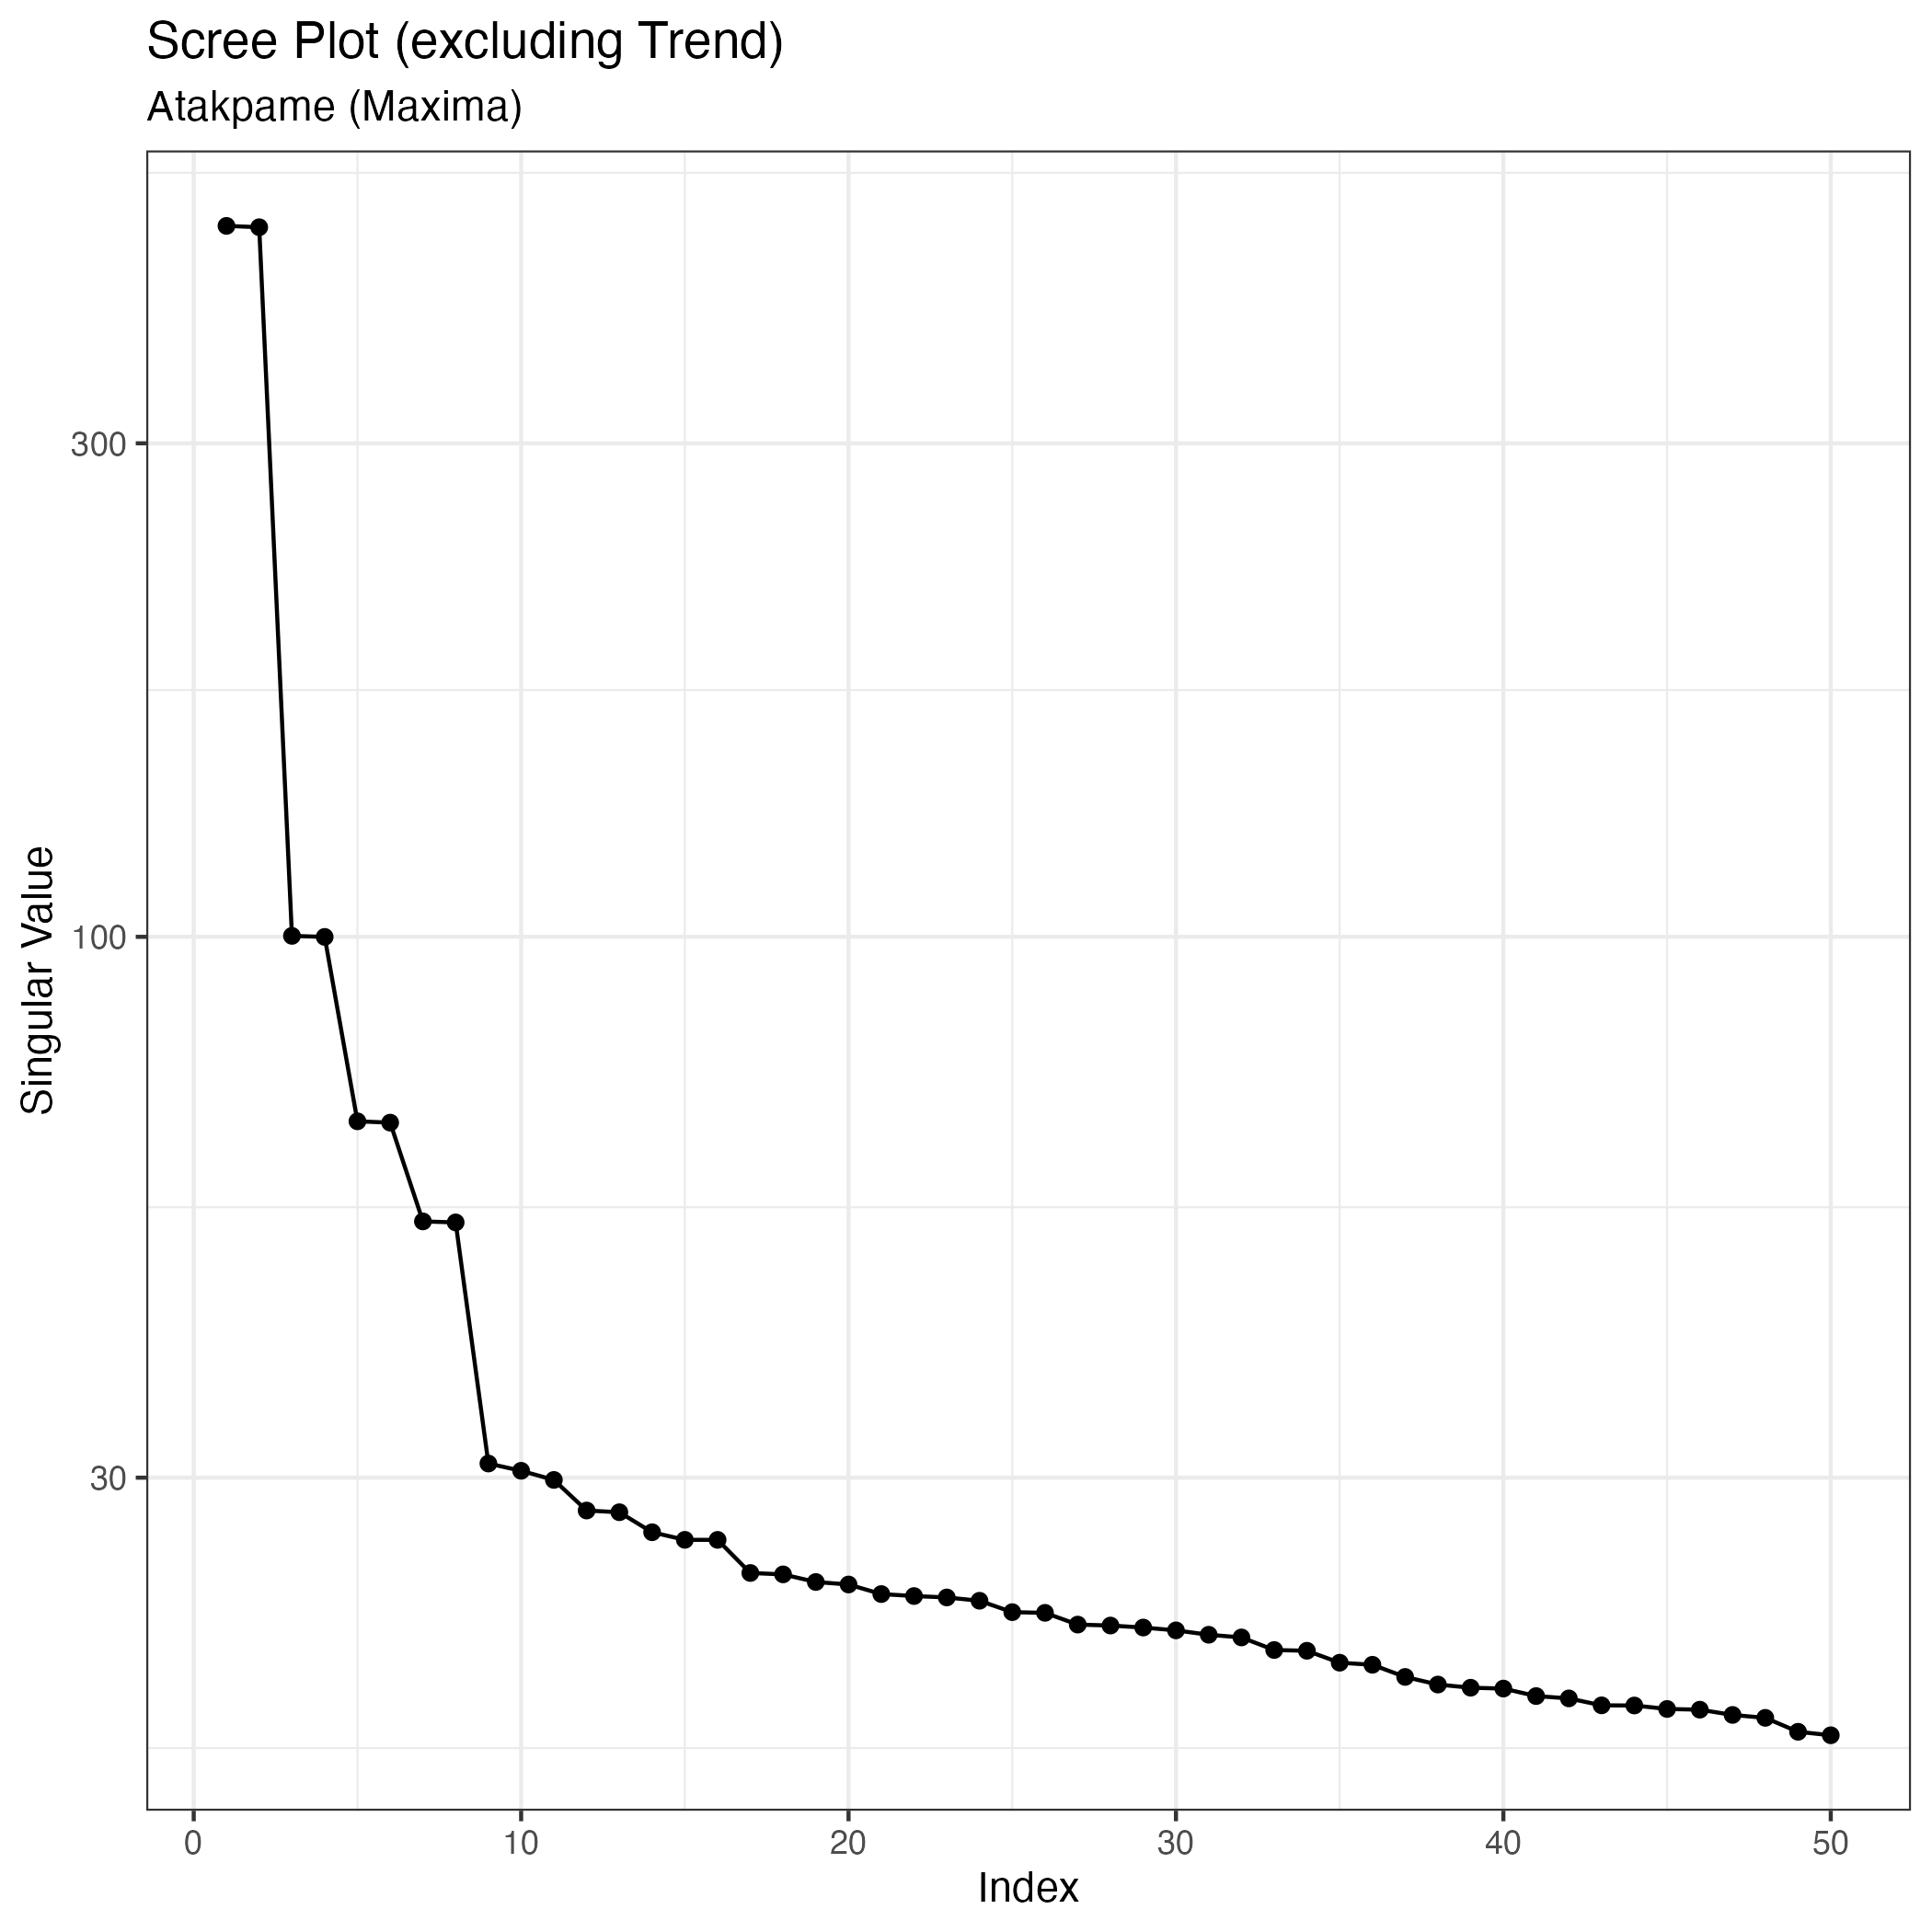 Scree Plot (excluding Trend)
Atakpame (Maxima)
Singular Value
300
100
30
0 10 20 30 40 50
Index